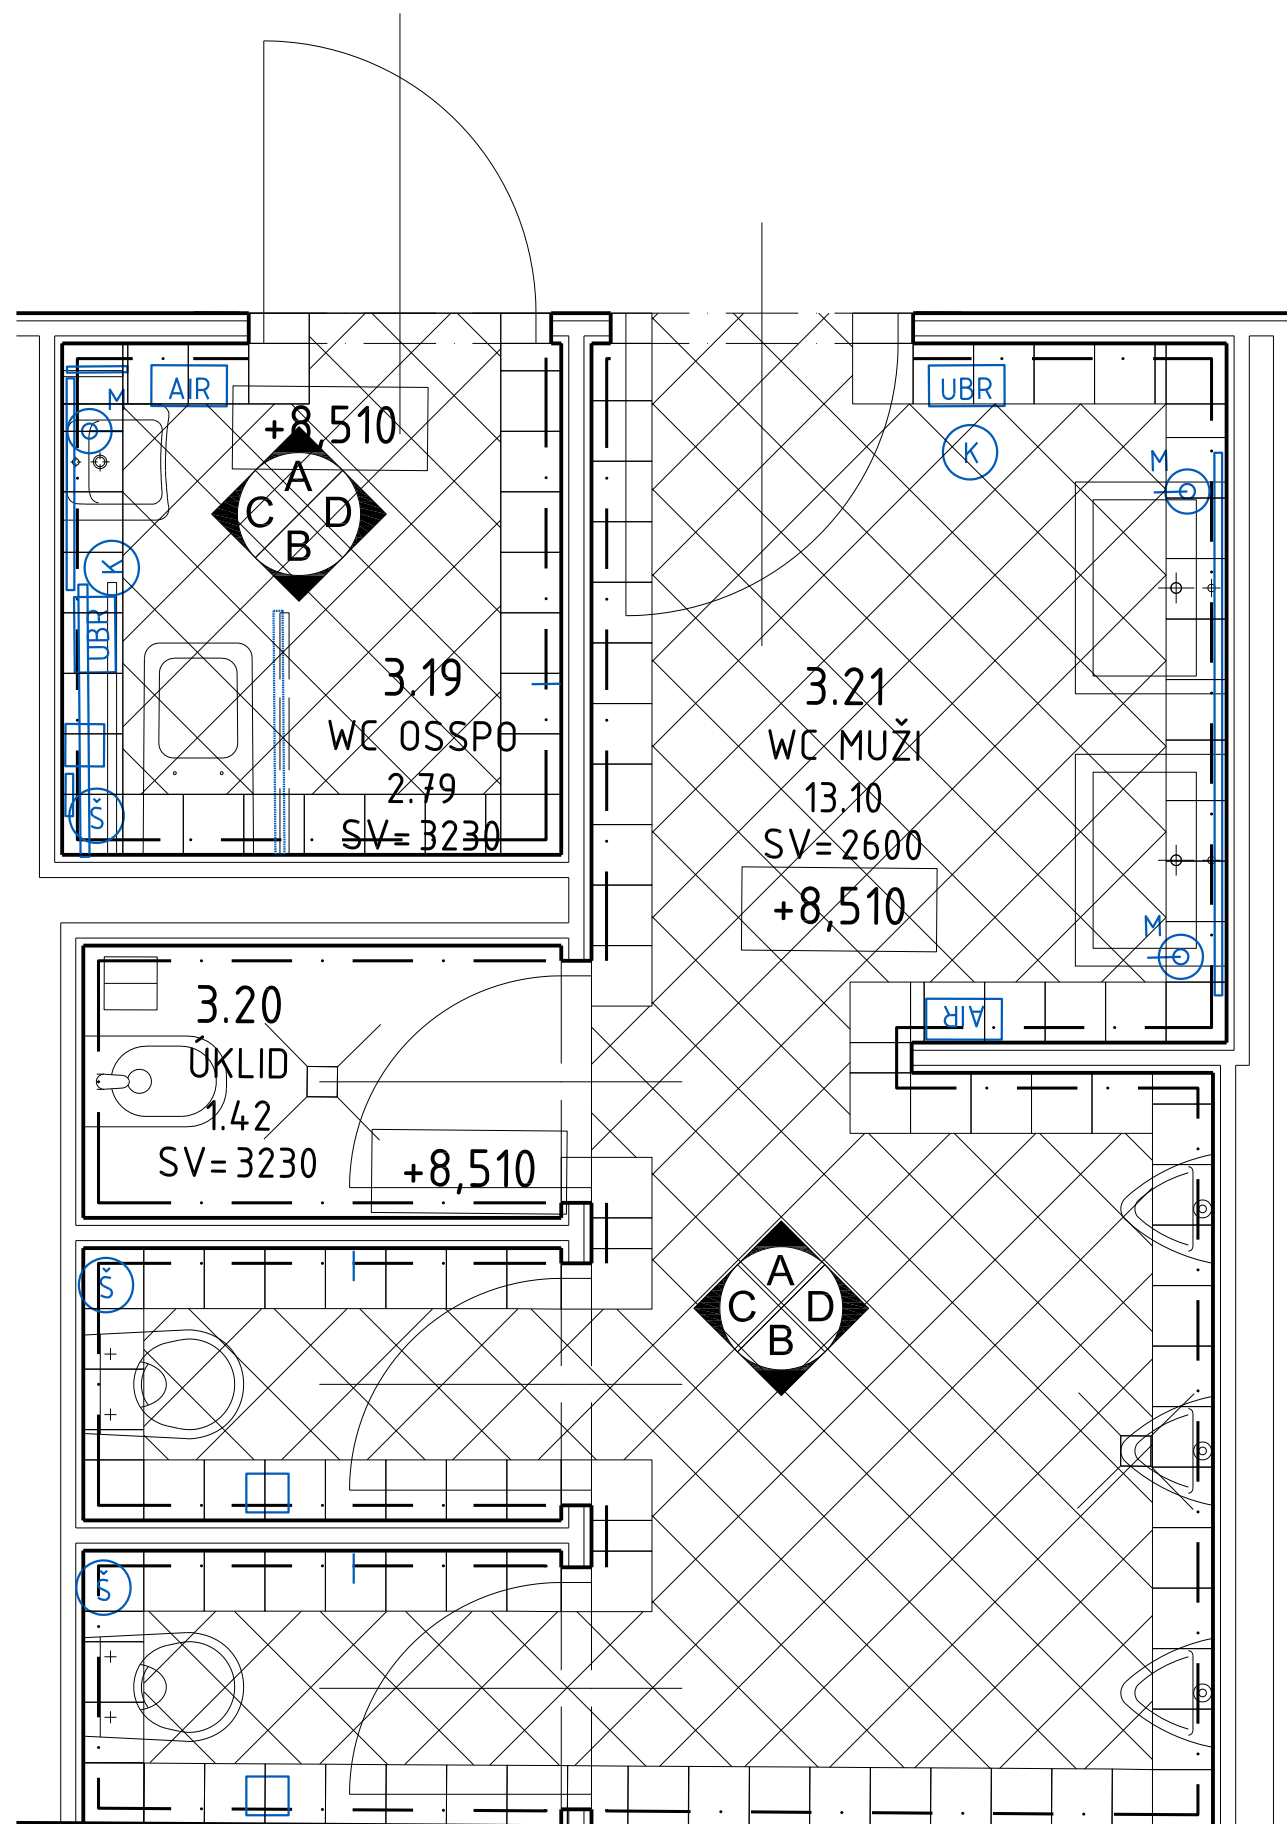 M
AIR
+8,510
A
C D
B
K
UBR
3.19
WC OSSPO
2.79
SV=3230
Š
UBR
K
M
3.21
WC MUŽI
13.10
SV=2600
+8,510
M
AIR
3.20
ÚKLID
1.42
SV=3230
+8,510
A
C D
B
Š
Š